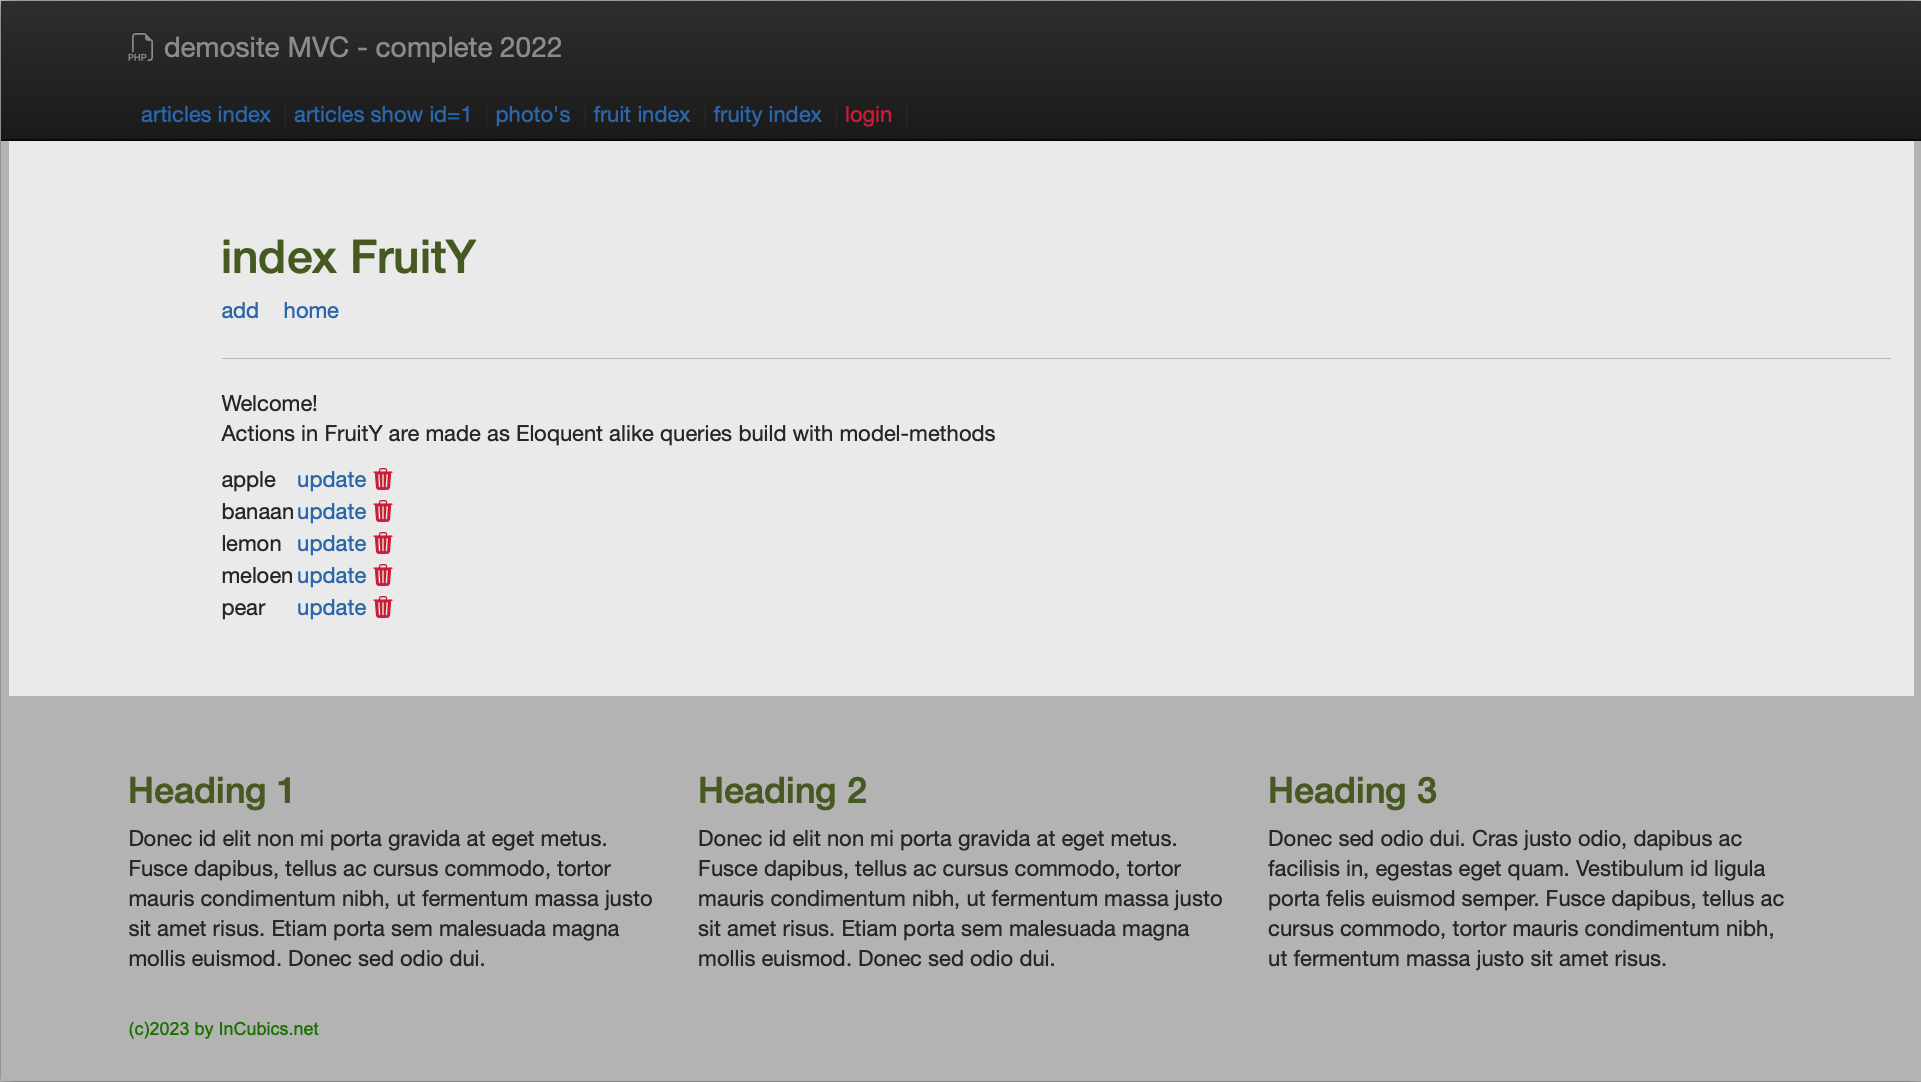 PHP demosite MVC - complete 2022
articles index articles show id=1 photo's fruit index fruity index login
index FruitY
add home
Welcome!
Actions in FruitY are made as Eloquent alike queries build with model-methods
apple update
banaan update
lemon update
meloen update
pear update
Heading 1
Donec id elit non mi porta gravida at eget metus.
Fusce dapibus, tellus ac cursus commodo, tortor
mauris condimentum nibh, ut fermentum massa justo
sit amet risus. Etiam porta sem malesuada magna
mollis euismod. Donec sed odio dui.
Heading 2
Donec id elit non mi porta gravida at eget metus.
Fusce dapibus, tellus ac cursus commodo, tortor
mauris condimentum nibh, ut fermentum massa justo
sit amet risus. Etiam porta sem malesuada magna
mollis euismod. Donec sed odio dui.
Heading 3
Donec sed odio dui. Cras justo odio, dapibus ac
facilisis in, egestas eget quam. Vestibulum id ligula
porta felis euismod semper. Fusce dapibus, tellus ac
cursus commodo, tortor mauris condimentum nibh,
ut fermentum massa justo sit amet risus.
(c)2023 by InCubics.net